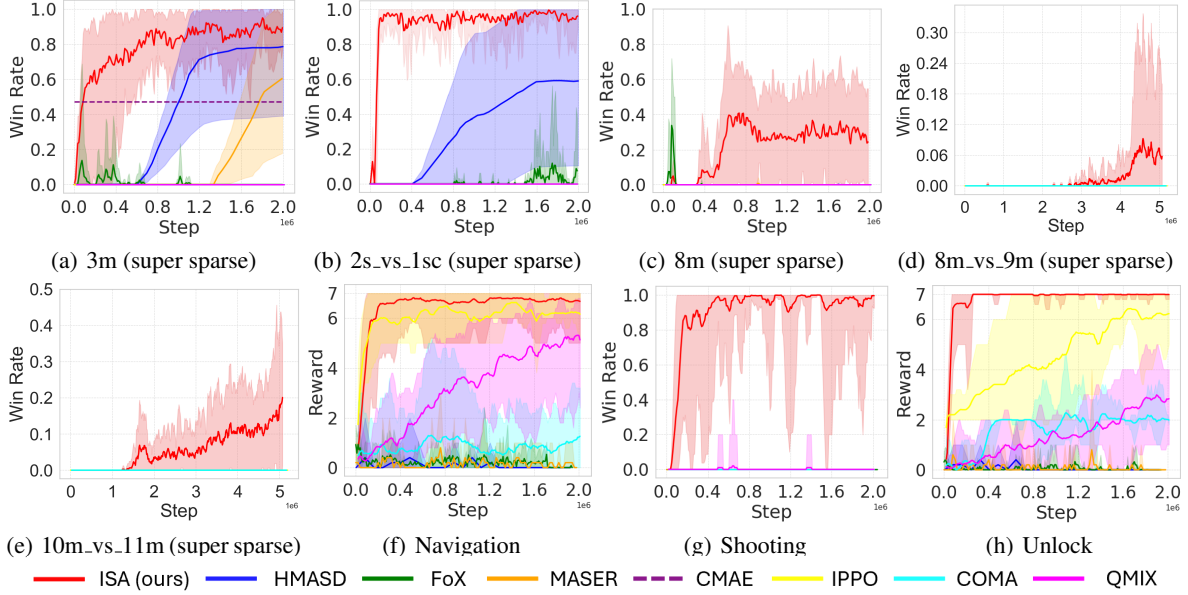 1.0
0.8
0.6
0.4
0.2
0.0
Win Rate
0.0 0.4 0.8 1.2 1.6 2.0
Step
1e6
(a) 3m (super sparse)
1.0
0.8
0.6
0.4
0.2
0.0
Win Rate
0.0 0.4 0.8 1.2 1.6 2.0
Step
1e6
(b) 2s_vs_1sc (super sparse)
1.0
0.8
0.6
0.4
0.2
0.0
Win Rate
0.0 0.4 0.8 1.2 1.6 2.0
Step
1e6
(c) 8m (super sparse)
0.30
0.24
0.18
0.12
0.06
0.00
Win Rate
0 1 2 3 4 5
Step
1e6
(d) 8m_vs_9m (super sparse)
0.5
0.4
0.3
0.2
0.1
0.0
Win Rate
0 1 2 3 4 5
Step
1e6
(e) 10m_vs_11m (super sparse)
7
6
4
2
0
Reward
0.0 0.4 0.8 1.2 1.6 2.0
Step
1e6
(f) Navigation
1.0
0.8
0.6
0.4
0.2
0.0
Win Rate
0.0 0.4 0.8 1.2 1.6 2.0
Step
1e6
(g) Shooting
7
6
4
2
0
Reward
0.0 0.4 0.8 1.2 1.6 2.0
Step
1e6
(h) Unlock
ISA (ours) HMASD FoX MASER CMAE IPPO COMA QMIX